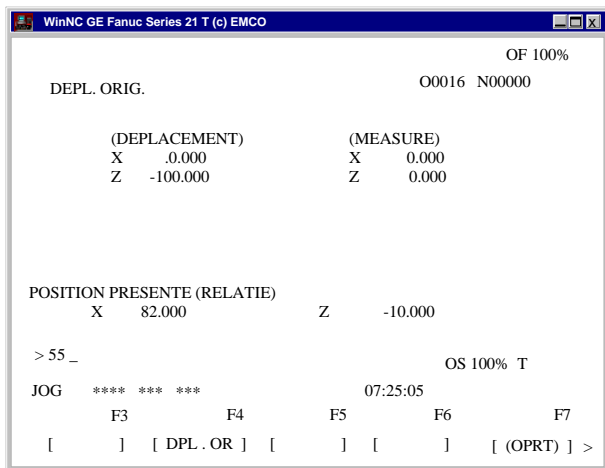 WinNC GE Fanuc Series 21 T (c) EMCO
OF 100%
DEPL. ORIG. O0016 N00000
(DEPLACEMENT) (MEASURE)
X .0.000 X 0.000
Z -100.000 Z 0.000
POSITION PRESENTE (RELATIE)
X 82.000 Z -10.000
> 55 _
OS 100% T
JOG **** *** *** 07:25:05
F3 F4 F5 F6 F7
[ ] [ DPL . OR ] [ ] [ ] [ (OPRT) ] >